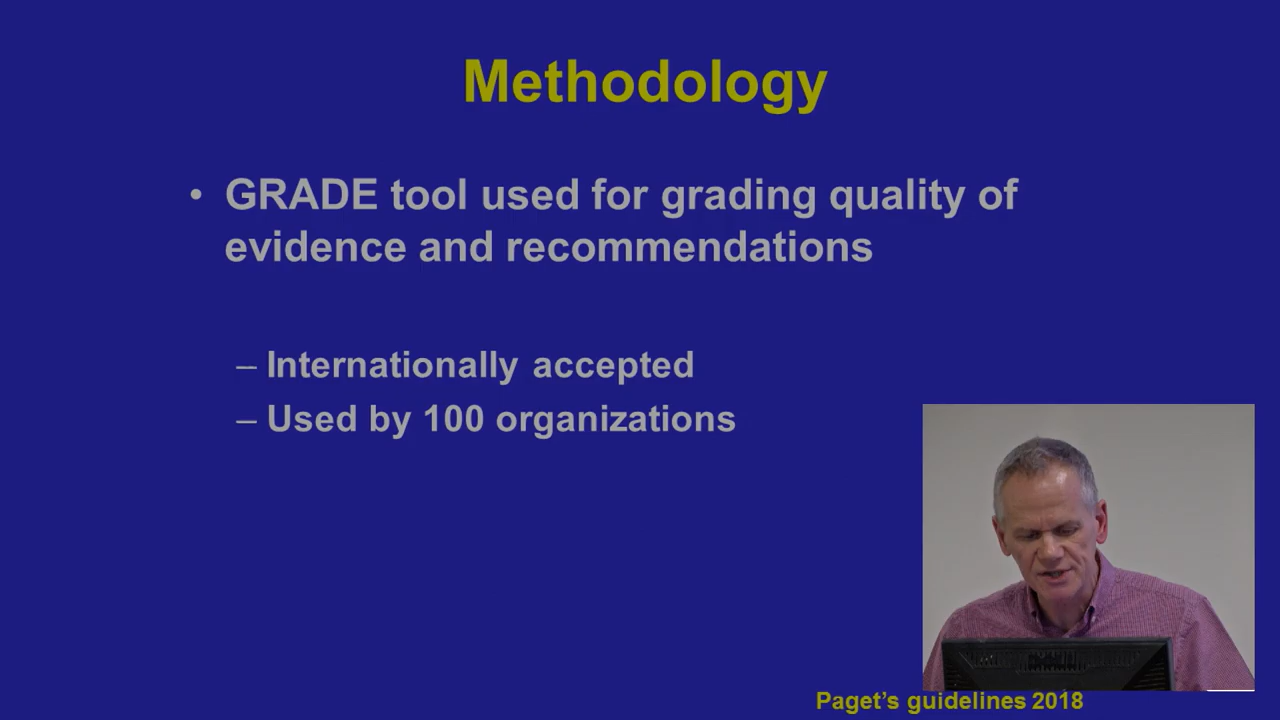 Methodology
• GRADE tool used for grading quality of
evidence and recommendations
– Internationally accepted
– Used by 100 organizations
Paget’s guidelines 2018